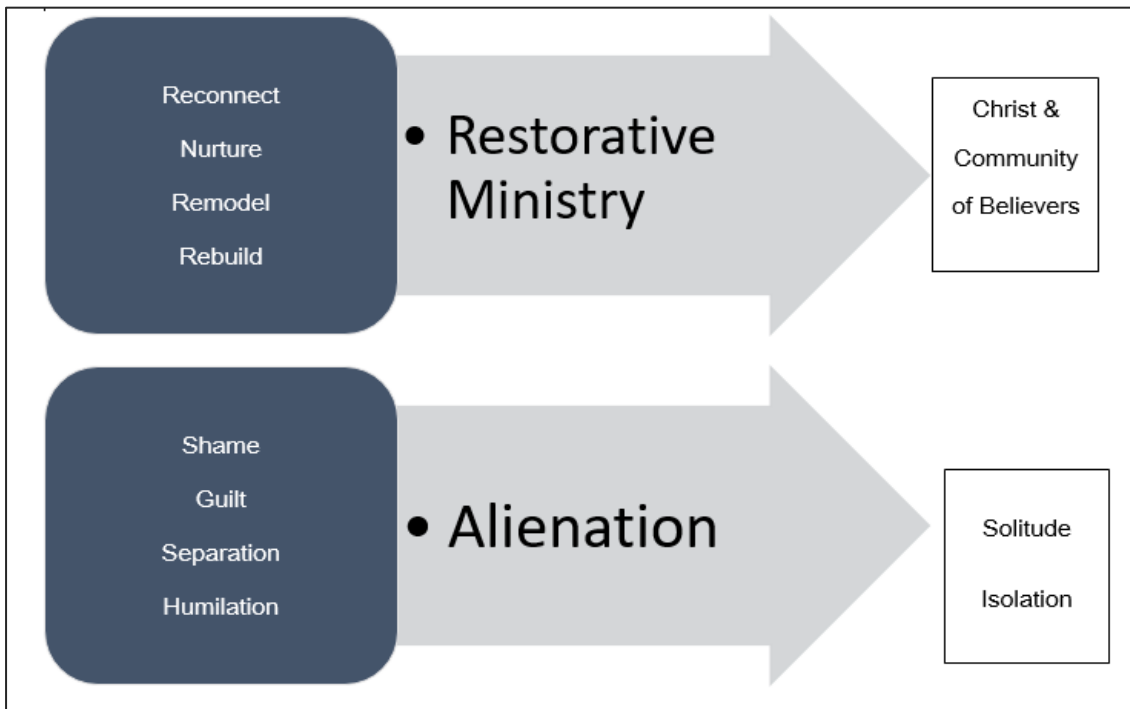 Reconnect
Nurture
Remodel
Rebuild
• Restorative
Ministry
Christ &
Community
of Believers
Shame
Guilt
Separation
Humilation
• Alienation
Solitude
Isolation